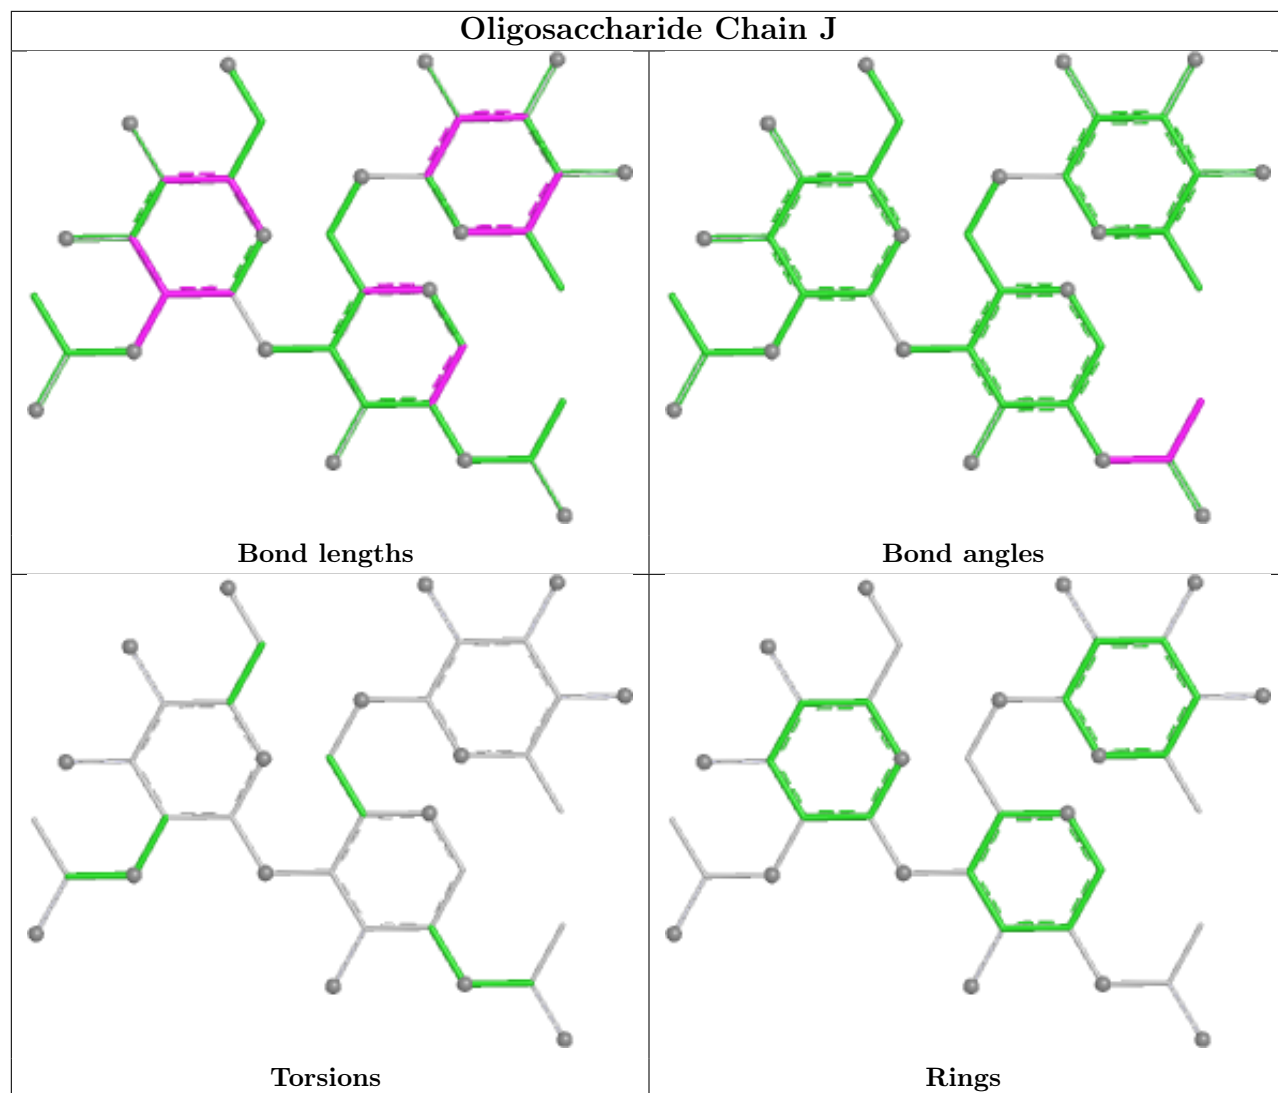 Oligosaccharide Chain J
Bond lengths
Bond angles
Torsions
Rings